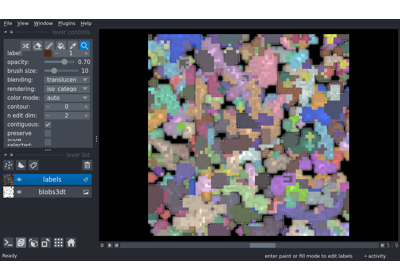 File View Window Plugins Help
layer controls
label: 1
opacity: 0.70
brush size: 10
blending: translucen
rendering: iso_catego
color mode: auto
contour: 0
n edit dim: 2
contiguous:
preserve
show
selected:
layer list
labels
blobs3dt
Ready
enter paint or fill mode to edit labels
activity